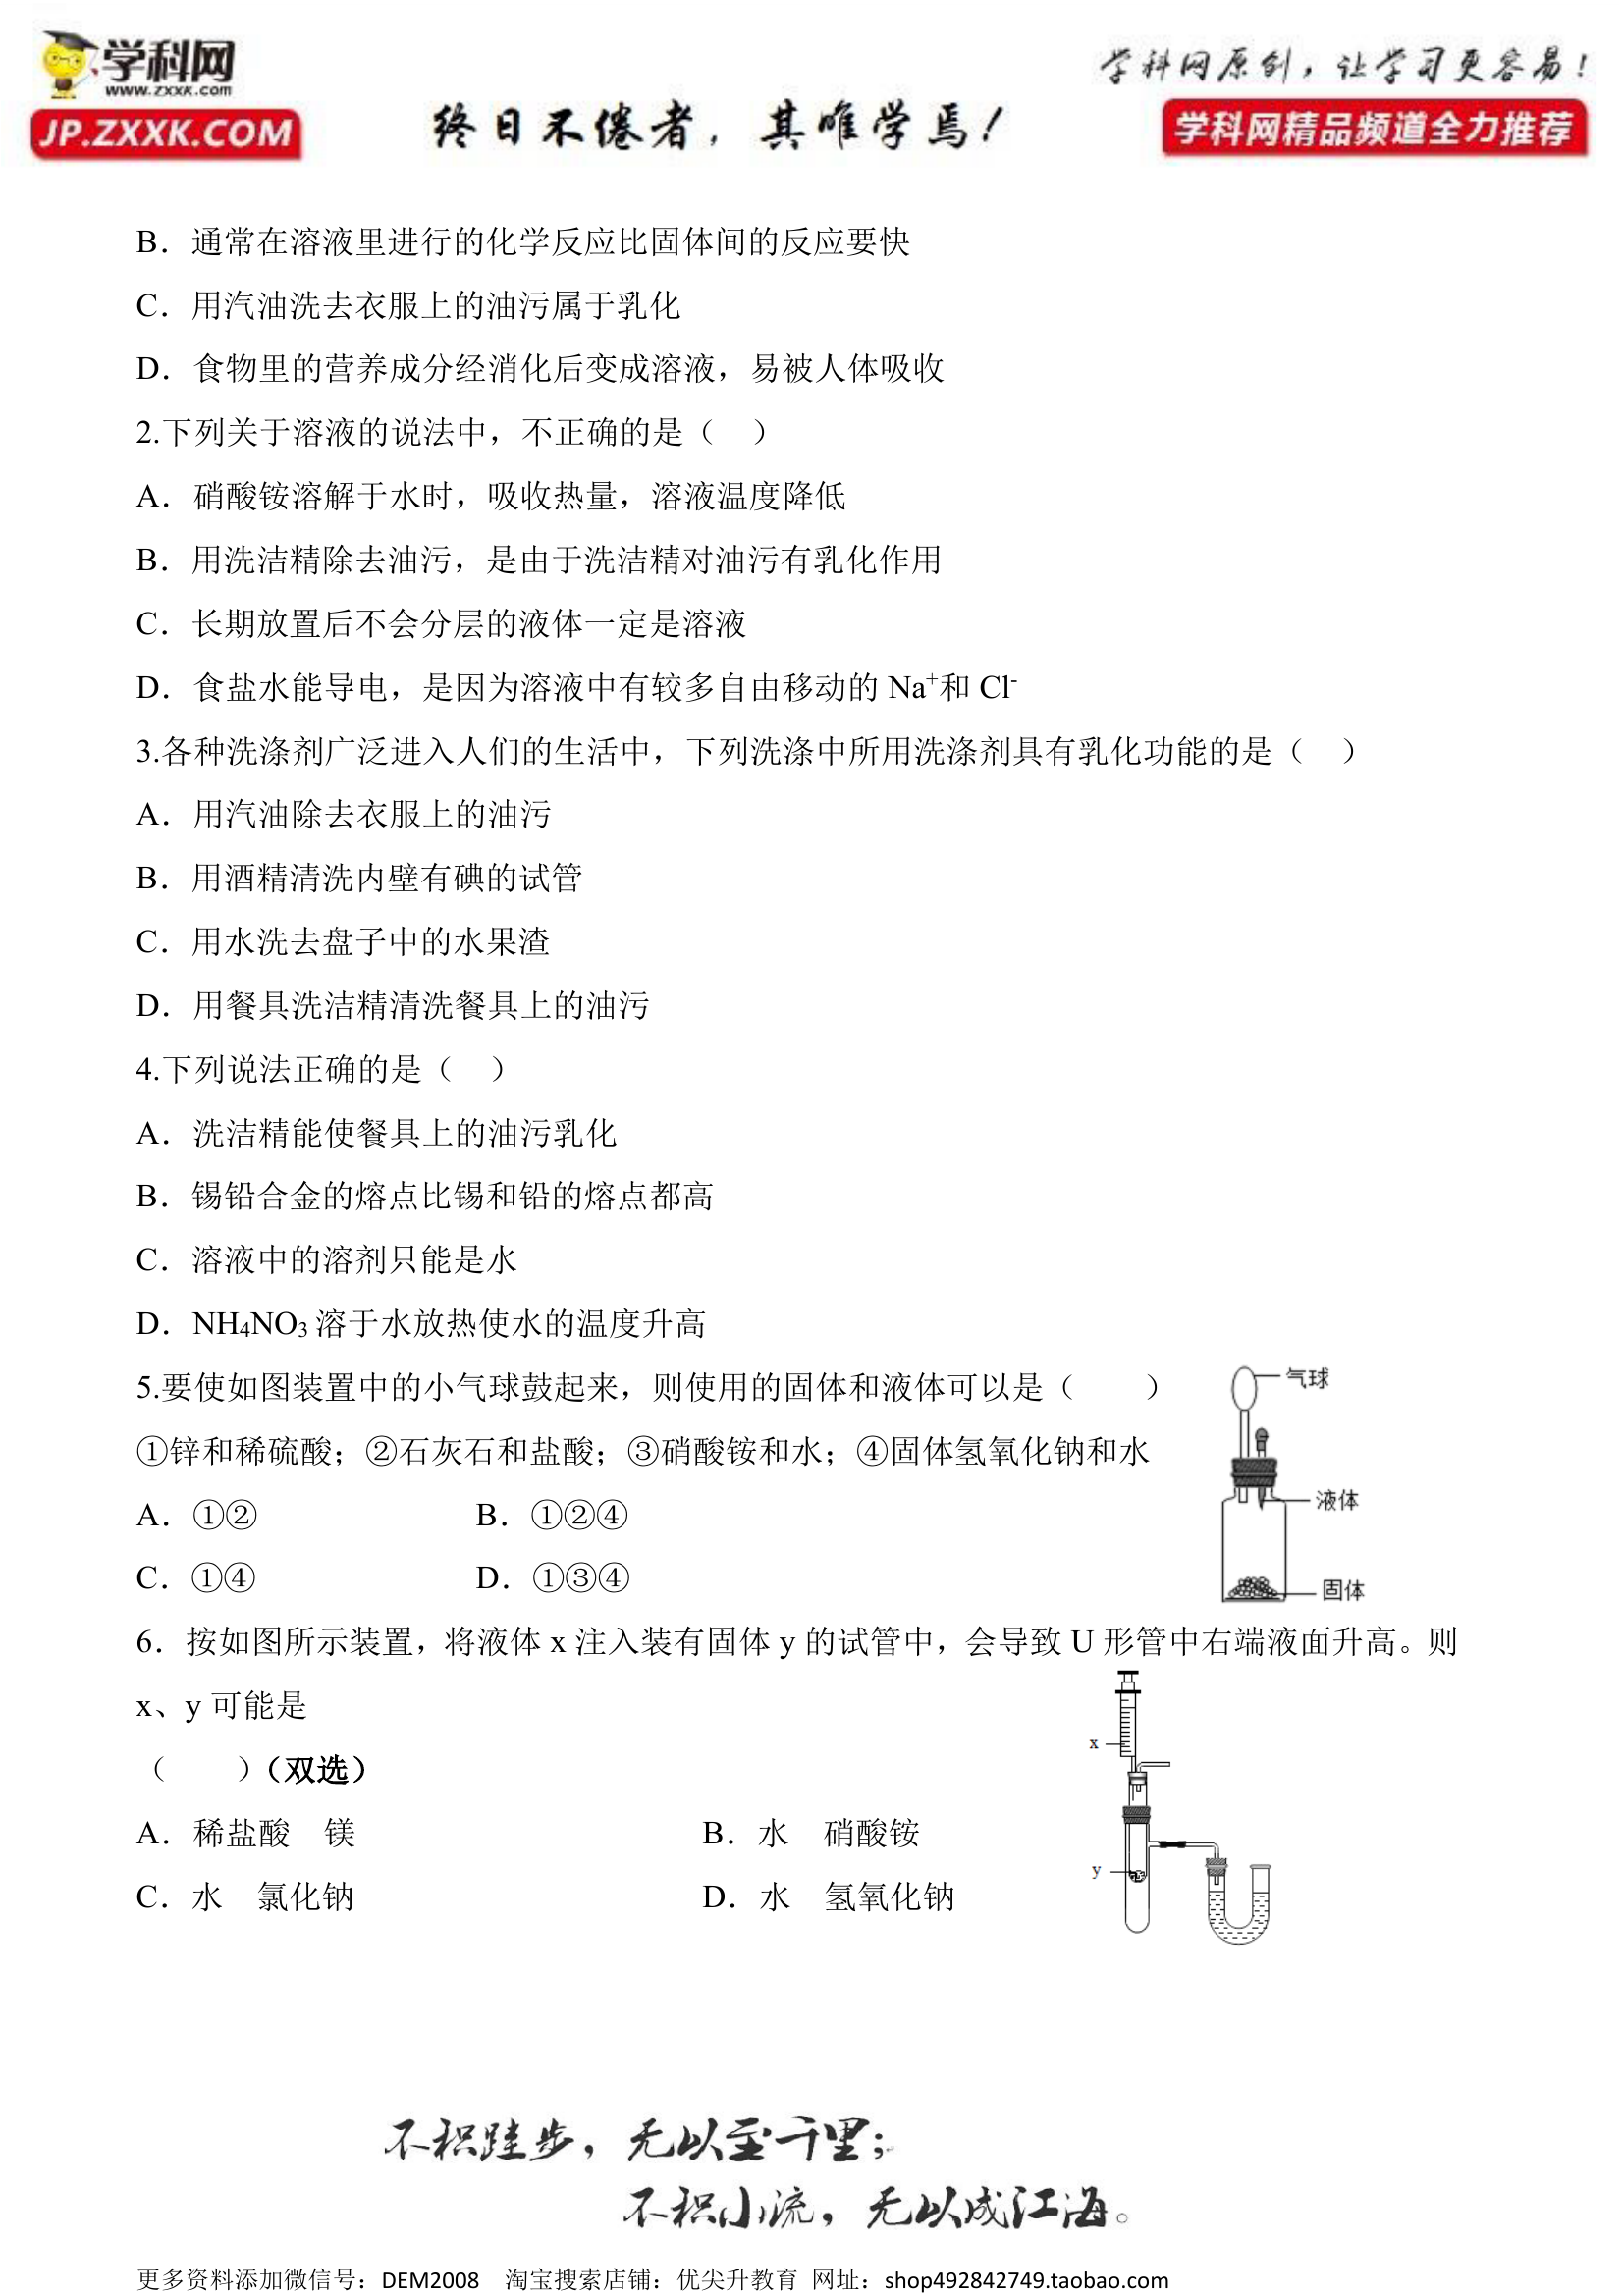 学科网
www.zxxk.com
JP.ZXXK.COM
终日不倦者，其唯学焉！
学科网原创，让学习更容易！
学科网精品频道全力推荐
B．通常在溶液里进行的化学反应比固体间的反应要快
C．用汽油洗去衣服上的油污属于乳化
D．食物里的营养成分经消化后变成溶液，易被人体吸收
2.下列关于溶液的说法中，不正确的是（ ）
A．硝酸铵溶解于水时，吸收热量，溶液温度降低
B．用洗洁精除去油污，是由于洗洁精对油污有乳化作用
C．长期放置后不会分层的液体一定是溶液
D．食盐水能导电，是因为溶液中有较多自由移动的 Na⁺和 Cl⁻
3.各种洗涤剂广泛进入人们的生活中，下列洗涤中所用洗涤剂具有乳化功能的是（ ）
A．用汽油除去衣服上的油污
B．用酒精清洗内壁有碘的试管
C．用水洗去盘子中的水果渣
D．用餐具洗洁精清洗餐具上的油污
4.下列说法正确的是（ ）
A．洗洁精能使餐具上的油污乳化
B．锡铅合金的熔点比锡和铅的熔点都高
C．溶液中的溶剂只能是水
D．NH₄NO₃ 溶于水放热使水的温度升高
5.要使如图装置中的小气球鼓起来，则使用的固体和液体可以是（ ）
①锌和稀硫酸；②石灰石和盐酸；③硝酸铵和水；④固体氢氧化钠和水
A．①② B．①②④
C．①④ D．①③④
气球
液体
固体
6．按如图所示装置，将液体 x 注入装有固体 y 的试管中，会导致 U 形管中右端液面升高。则
x、y 可能是
（ ）（双选）
A．稀盐酸 镁 B．水 硝酸铵
C．水 氯化钠 D．水 氢氧化钠
x
y
不积跬步，无以至千里；
不积小流，无以成江海。
更多资料添加微信号：DEM2008 淘宝搜索店铺：优尖升教育 网址：shop492842749.taobao.com